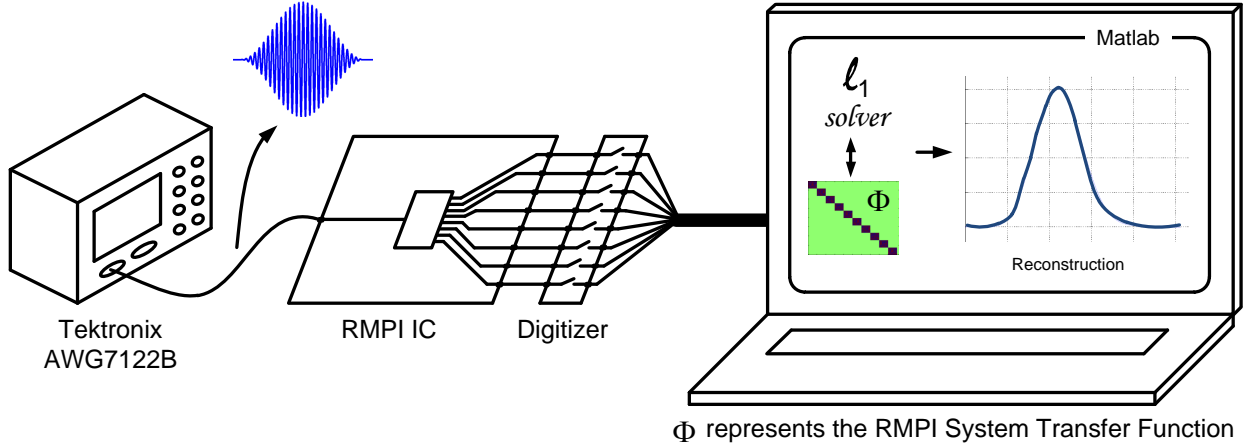 Matlab
ℓ1
solver
Φ
Reconstruction
RMPI IC
Digitizer
Tektronix
AWG7122B
Φ represents the RMPI System Transfer Function